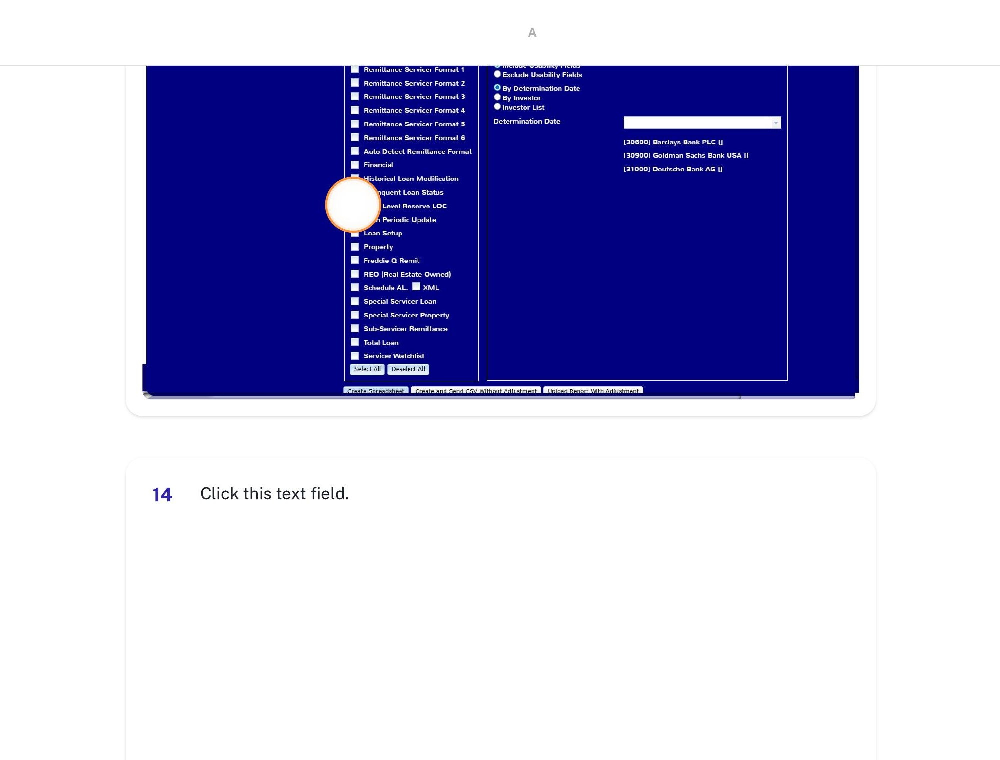 A
Remittance Servicer Format 1
Remittance Servicer Format 2
Remittance Servicer Format 3
Remittance Servicer Format 4
Remittance Servicer Format 5
Remittance Servicer Format 6
Auto Detect Remittance Format
Financial
Historical Loan Modification
quent Loan Status
Level Reserve LOC
Periodic Update
Loan Setup
Property
Freddie Q Remit
REO (Real Estate Owned)
Schedule AL, XML
Special Servicer Loan
Special Servicer Property
Sub-Servicer Remittance
Total Loan
Servicer Watchlist
Select All Deselect All
Include Usability Fields
Exclude Usability Fields
By Determination Date
By Investor
Investor List
Determination Date
[30600] Barclays Bank PLC []
[30900] Goldman Sachs Bank USA []
[31000] Deutsche Bank AG []
Create Spreadsheet Create and Send CSV Without Adjustment Upload Report With Adjustment
14 Click this text field.